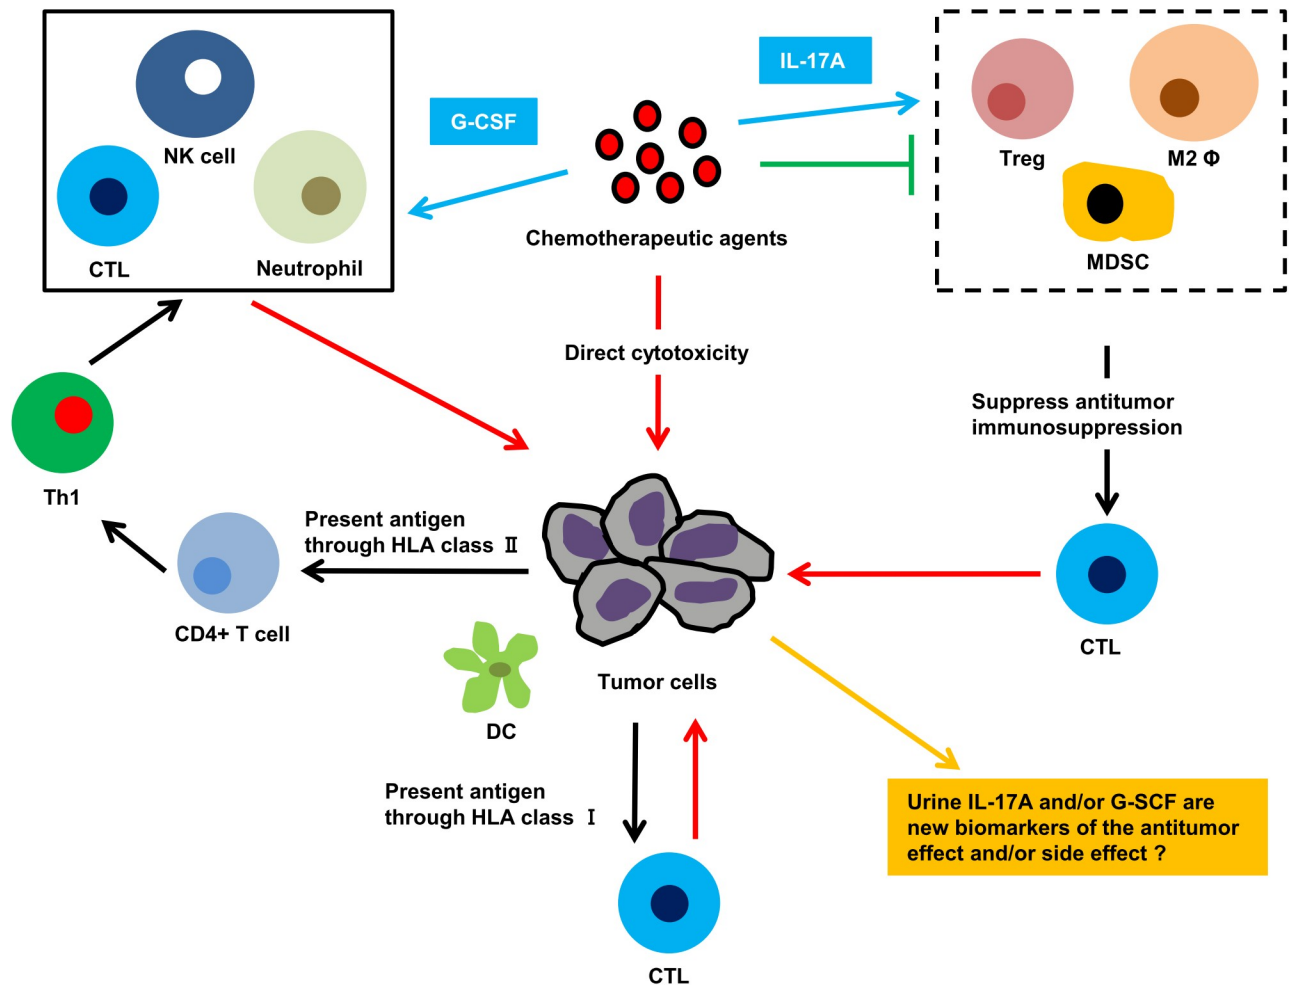 IL-17A
G-CSF
NK cell
CTL
Neutrophil
Chemotherapeutic agents
Treg
M2 Φ
MDSC
Direct cytotoxicity
Suppress antitumor
immunosuppression
Th1
Present antigen
through HLA class Ⅱ
CD4+ T cell
CTL
Tumor cells
DC
Present antigen
through HLA class Ⅰ
Urine IL-17A and/or G-SCF are
new biomarkers of the antitumor
effect and/or side effect ?
CTL